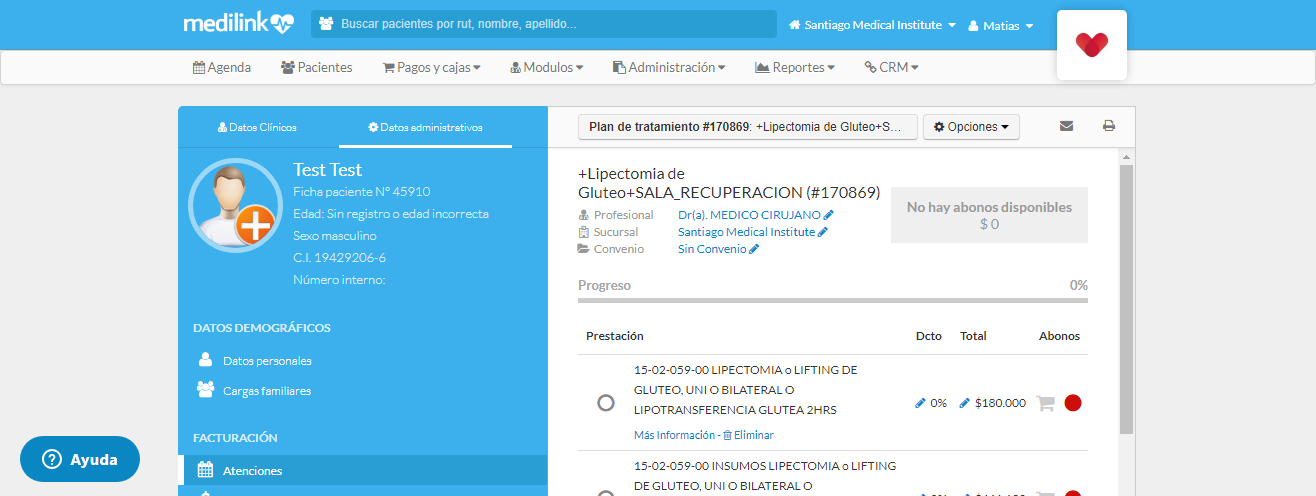 medilink
Buscar pacientes por rut, nombre, apellido...
Santiago Medical Institute
Matias
Agenda
Pacientes
Pagos y cajas
Modulos
Administración
Reportes
CRM
Datos Clínicos
Datos administrativos
Test Test
Ficha paciente N° 45910
Edad: Sin registro o edad incorrecta
Sexo masculino
C.I. 19429206-6
Número interno:
DATOS DEMOGRÁFICOS
Datos personales
Cargas familiares
FACTURACIÓN
Atenciones
Ayuda
Plan de tratamiento #170869: +Lipectomia de Gluteo+S...
Opciones
+Lipectomia de
Gluteo+SALA_RECUPERACION (#170869)
Profesional Dr(a). MEDICO CIRUJANO
Sucursal Santiago Medical Institute
Convenio Sin Convenio
No hay abonos disponibles
$ 0
Progreso 0%
Prestación Dcto Total Abonos
15-02-059-00 LIPECTOMIA o LIFTING DE
GLUTEO, UNI O BILATERAL O
LIPOTRANSFERENCIA GLUTEA 2HRS
0% $180.000
Más Información - Eliminar
15-02-059-00 INSUMOS LIPECTOMIA o LIFTING
DE GLUTEO, UNI O BILATERAL O
0%